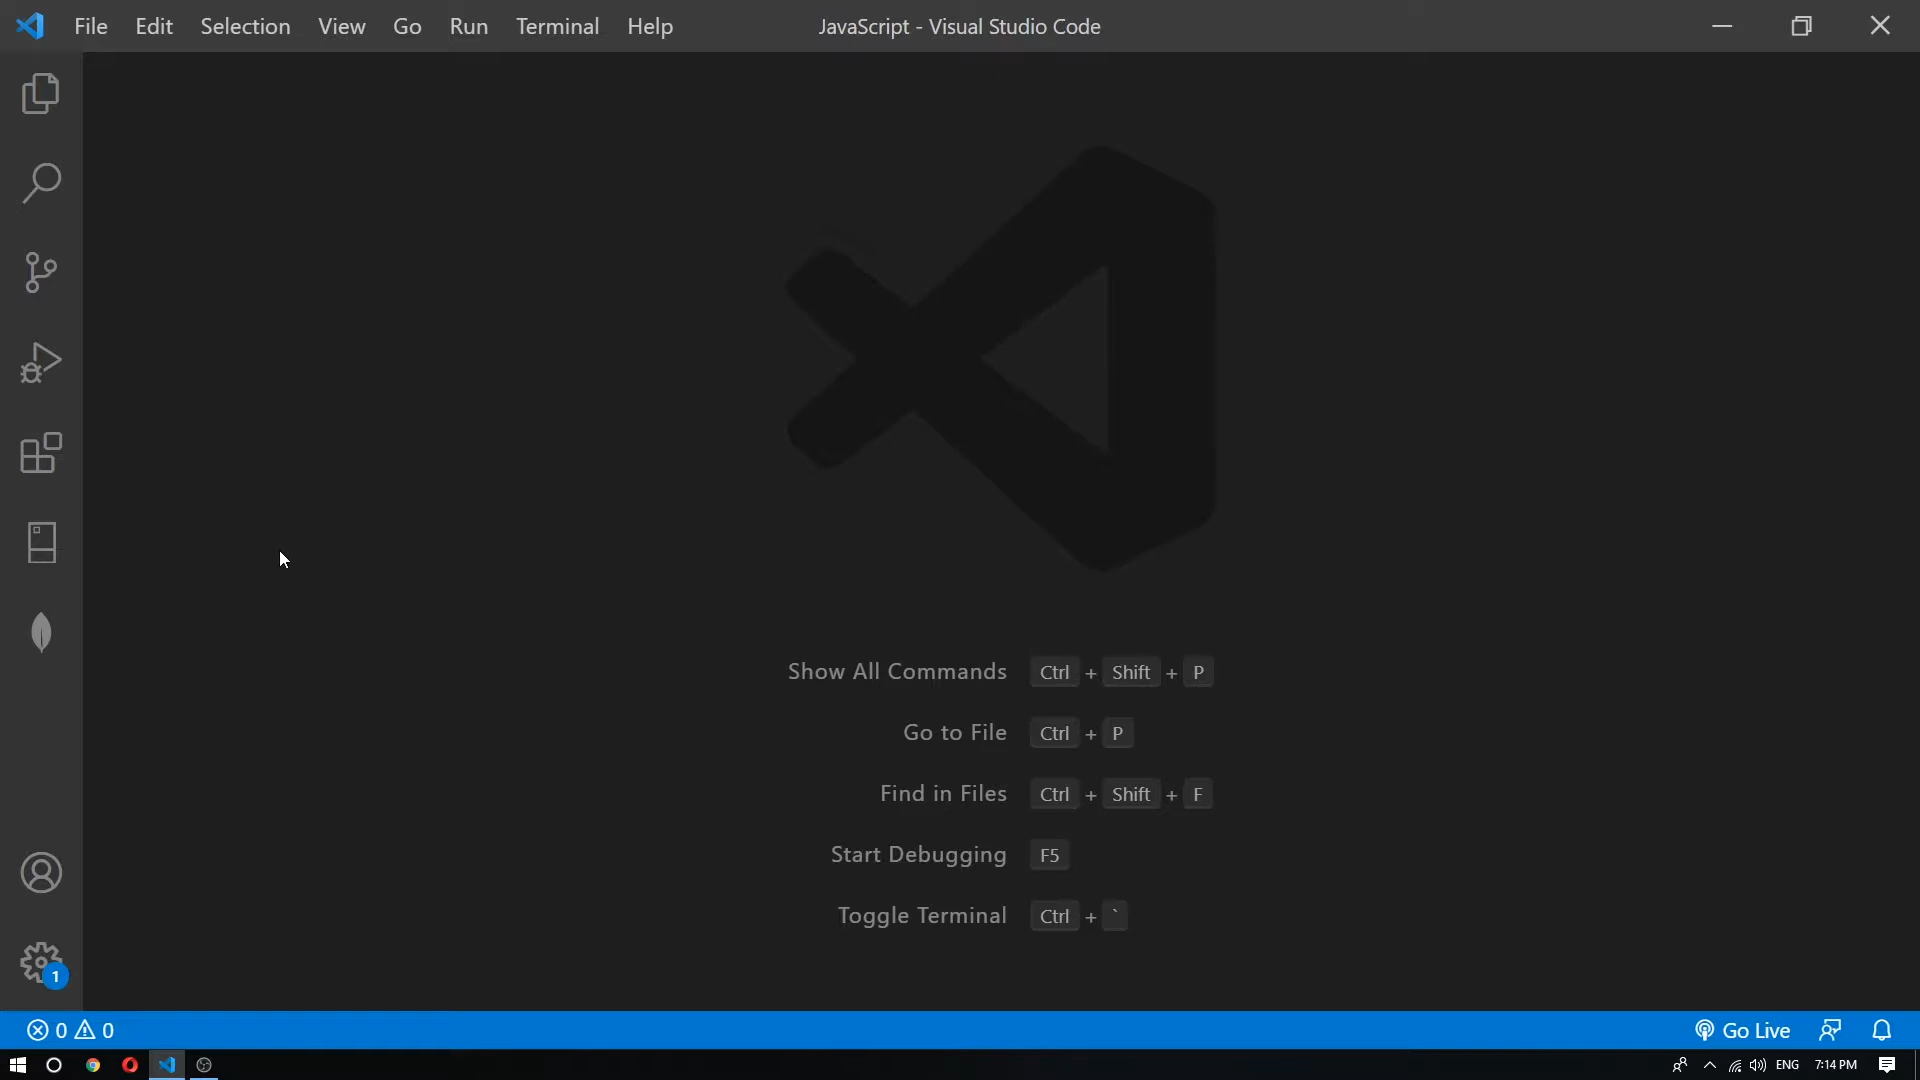 File Edit Selection View Go Run Terminal Help JavaScript - Visual Studio Code
Show All Commands Ctrl + Shift + P
Go to File Ctrl + P
Find in Files Ctrl + Shift + F
Start Debugging F5
Toggle Terminal Ctrl + `
1
0 0 Go Live
ENG 7:14 PM